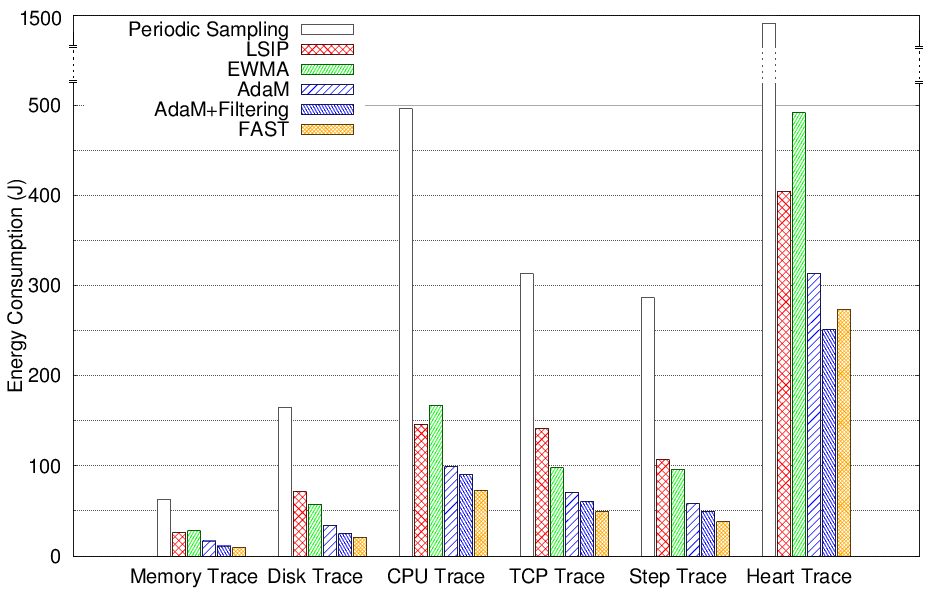 1500
Periodic Sampling
LSIP
EWMA
AdaM
AdaM+Filtering
FAST
500
400
300
200
100
0
Energy Consumption (J)
Memory Trace Disk Trace CPU Trace TCP Trace Step Trace Heart Trace